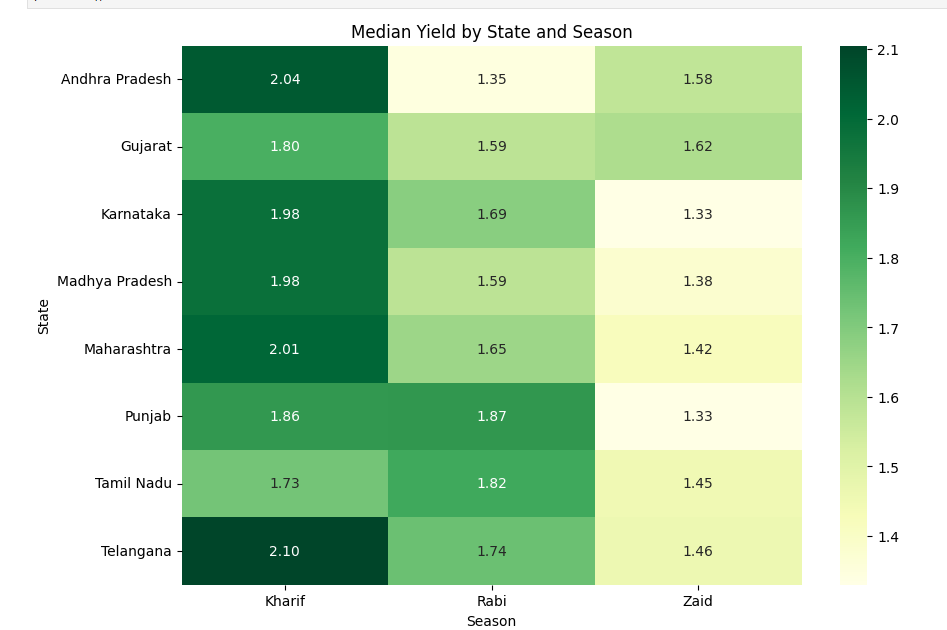 Median Yield by State and Season
Andhra Pradesh 2.04 1.35 1.58
Gujarat 1.80 1.59 1.62
Karnataka 1.98 1.69 1.33
Madhya Pradesh 1.98 1.59 1.38
Maharashtra 2.01 1.65 1.42
Punjab 1.86 1.87 1.33
Tamil Nadu 1.73 1.82 1.45
Telangana 2.10 1.74 1.46
State
Kharif Rabi Zaid
Season
2.1
2.0
1.9
1.8
1.7
1.6
1.5
1.4